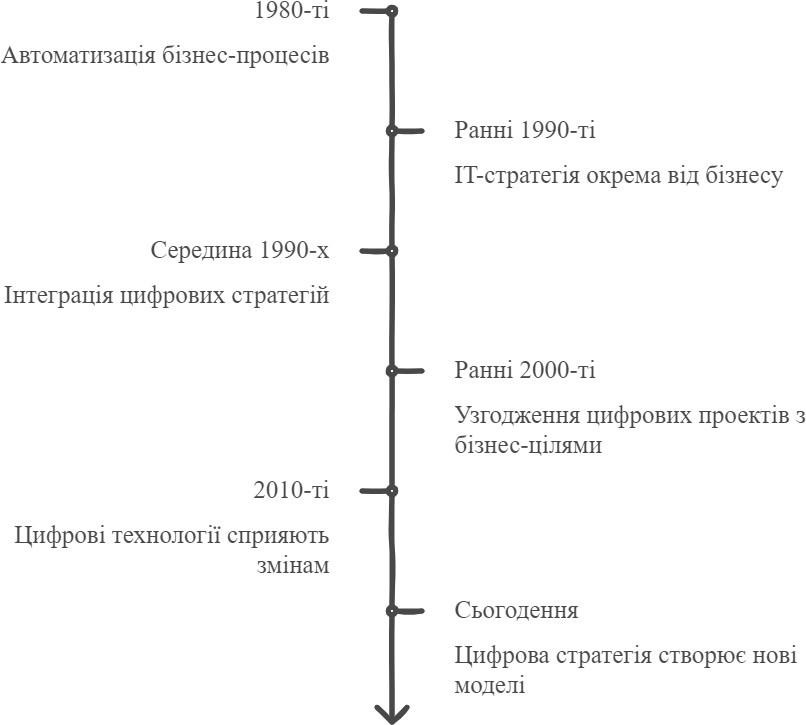 1980-ті
Автоматизація бізнес-процесів
Ранні 1990-ті
ІТ-стратегія окрема від бізнесу
Середина 1990-х
Інтеграція цифрових стратегій
Ранні 2000-ті
Узгодження цифрових проектів з
бізнес-цілями
2010-ті
Цифрові технології сприяють
змінам
Сьогодення
Цифрова стратегія створює нові
моделі